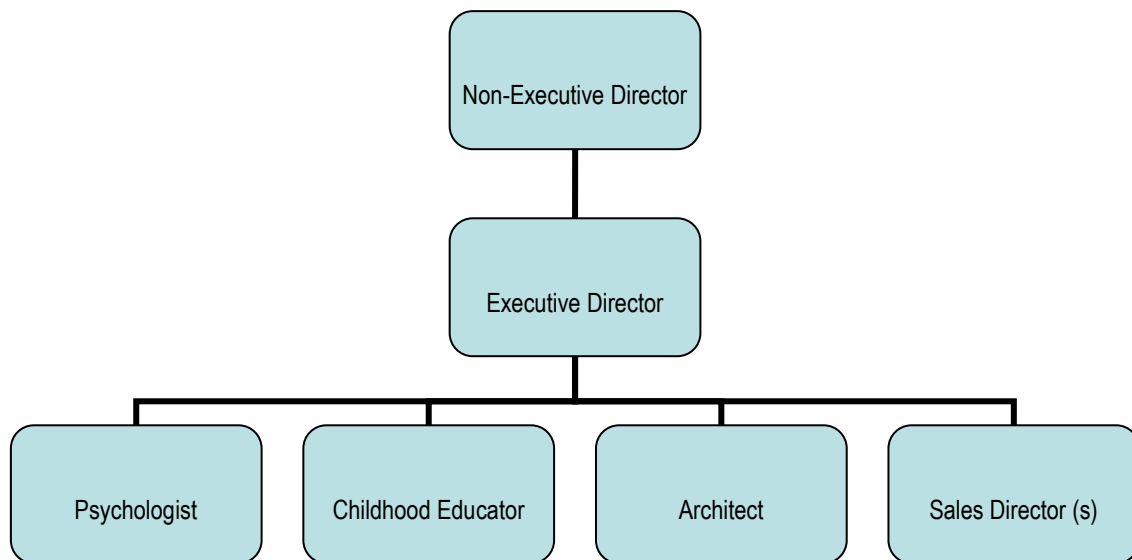 Non-Executive Director
Executive Director
Psychologist
Childhood Educator
Architect
Sales Director (s)